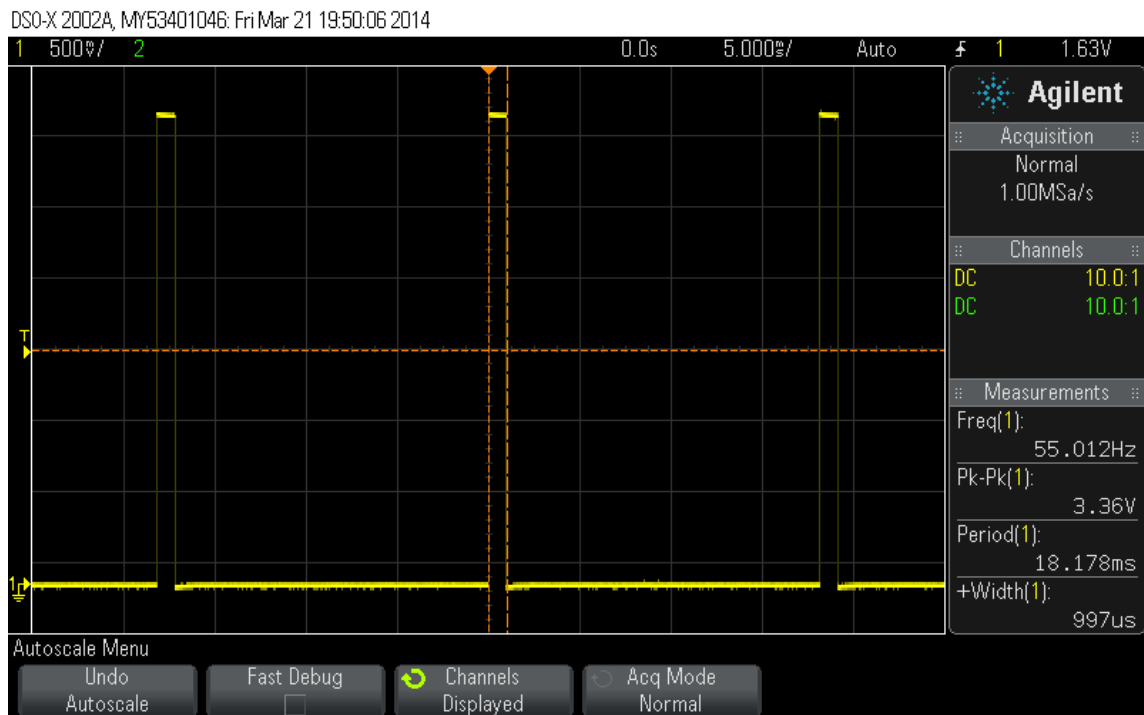 DSO-X 2002A, MY53401046: Fri Mar 21 19:50:06 2014
1 500mV/ 2 0.0s 5.000ms/ Auto 1 1.63V
Agilent
Acquisition
Normal
1.00MSa/s
Channels
DC 10.0:1
DC 10.0:1
T
Measurements
Freq(1):
55.012Hz
Pk-Pk(1):
3.36V
Period(1):
18.178ms
1
+Width(1):
997us
Autoscale Menu
Undo
Autoscale
Fast Debug
Channels
Displayed
Acq Mode
Normal